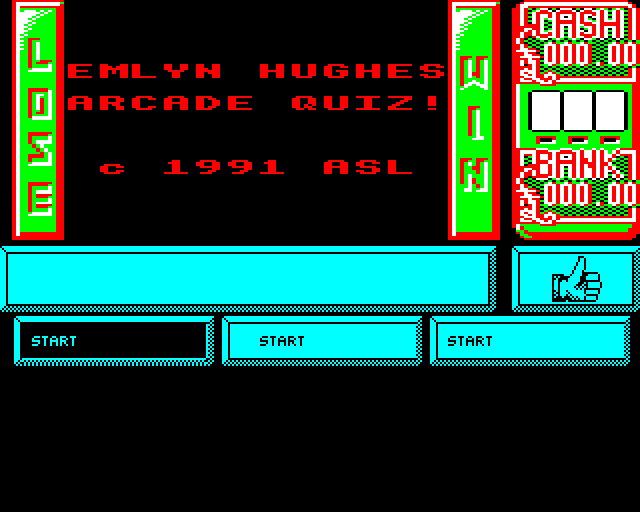 LOSE
EMLYN HUGHES
ARCADE QUIZ!
c 1991 ASL
WIN
CASH
000 00
BANK
000 00
START START START